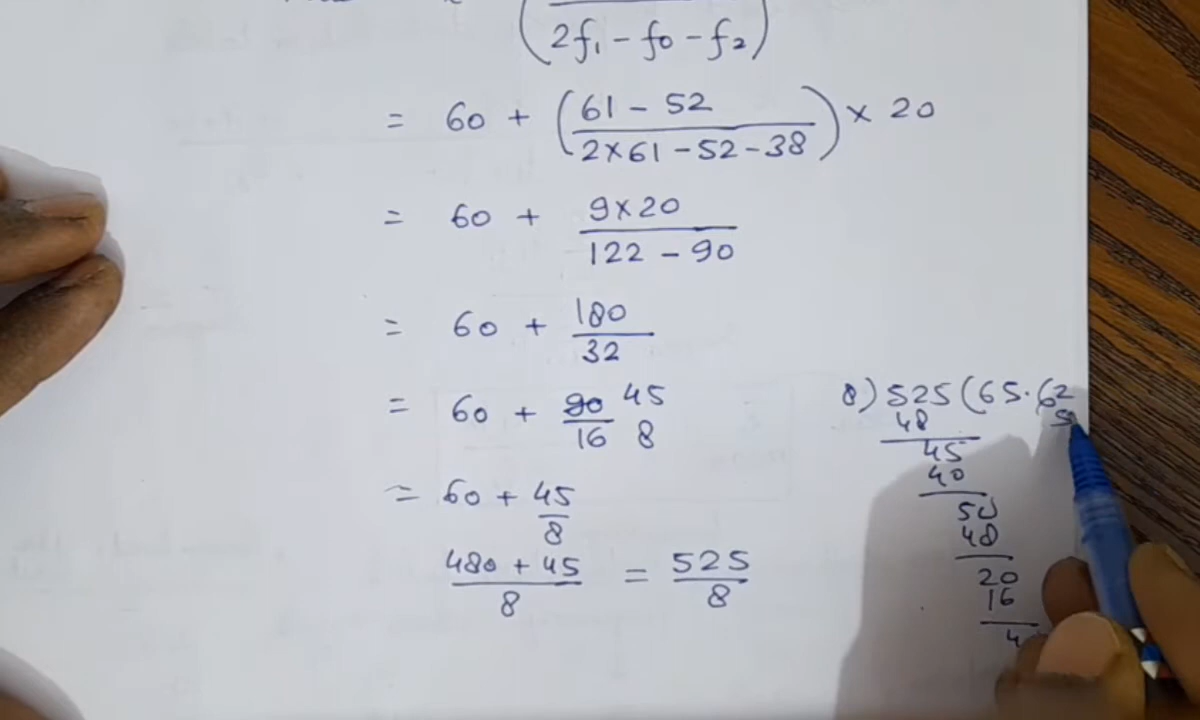 2f₁ - f₀ - f₂
= 60 + (61 - 52 / 2×61 - 52 - 38) × 20
= 60 + 9×20 / 122 - 90
= 60 + 180 / 32
= 60 + 90 / 16 45 / 8
= 60 + 45 / 8
480 + 45 / 8 = 525 / 8
8) 525 (65.625
48
45
40
50
48
20
16
4